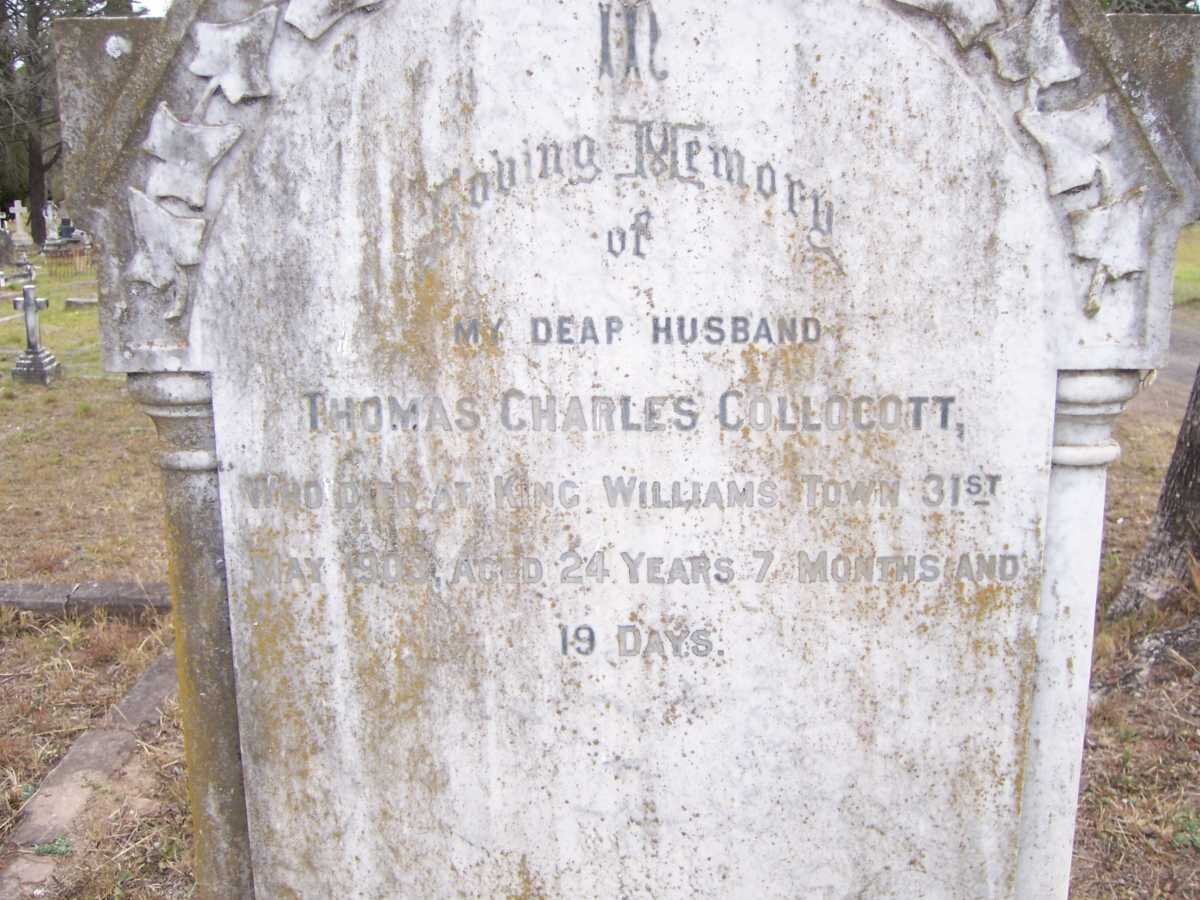 In
Loving Memory
of
MY DEAR HUSBAND
THOMAS CHARLES COLLOCOTT,
WHO DIED AT KING WILLIAMS TOWN 31ST
MAY 1903, AGED 24 YEARS 7 MONTHS AND
19 DAYS.